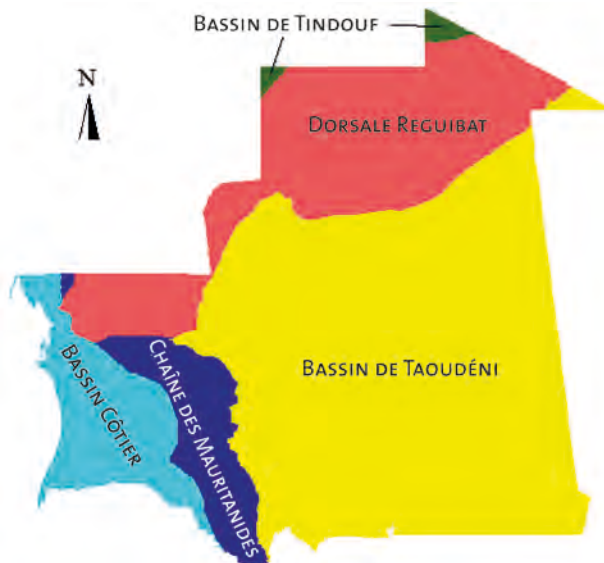 Bassin de Tindouf
N
Dorsale Reguibat
Bassin de Taoudéni
Chaîne des Mauritanides
Bassin Côtier